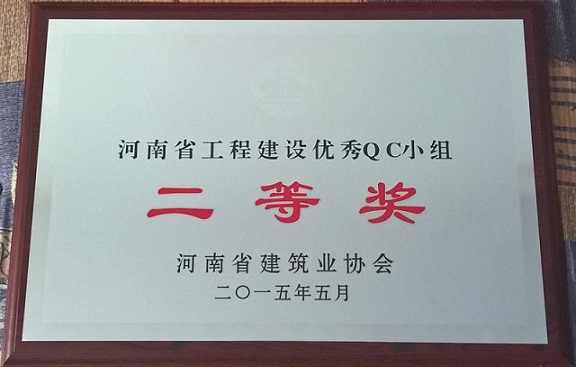 河南省工程建设优秀QC小组
二等奖
河南省建筑业协会
二〇一五年五月